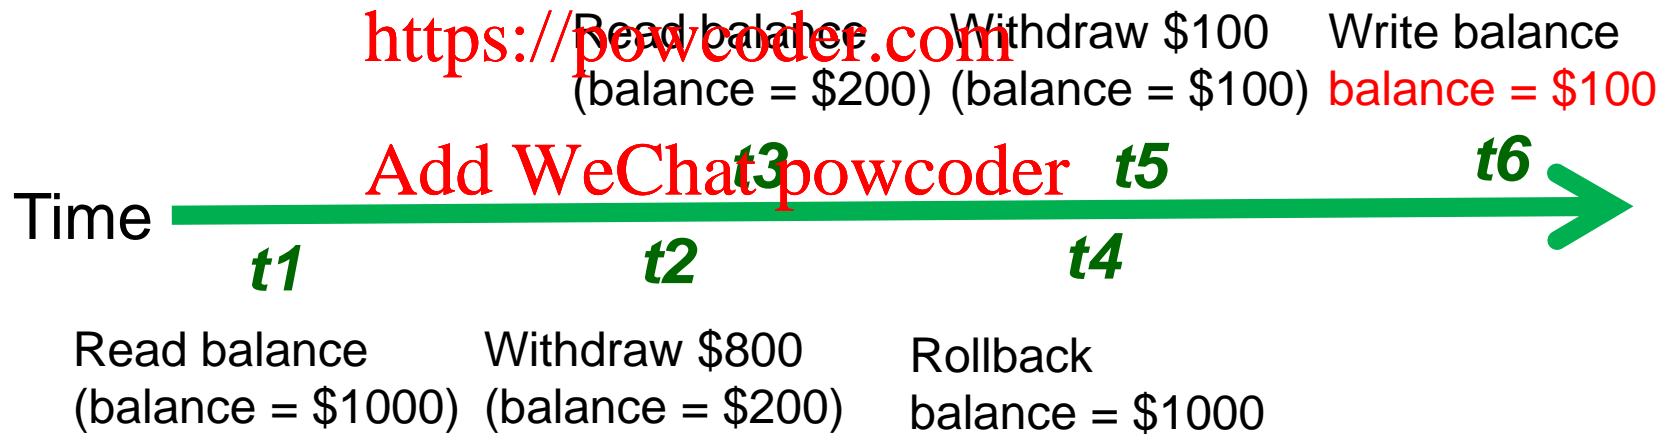 https://powcoder.com
Read balance Withdraw $100 Write balance
(balance = $200) (balance = $100) balance = $100
Add WeChat powcoder
t3 t5 t6
Time
t1 t2 t4
Read balance Withdraw $800 Rollback
(balance = $1000) (balance = $200) balance = $1000